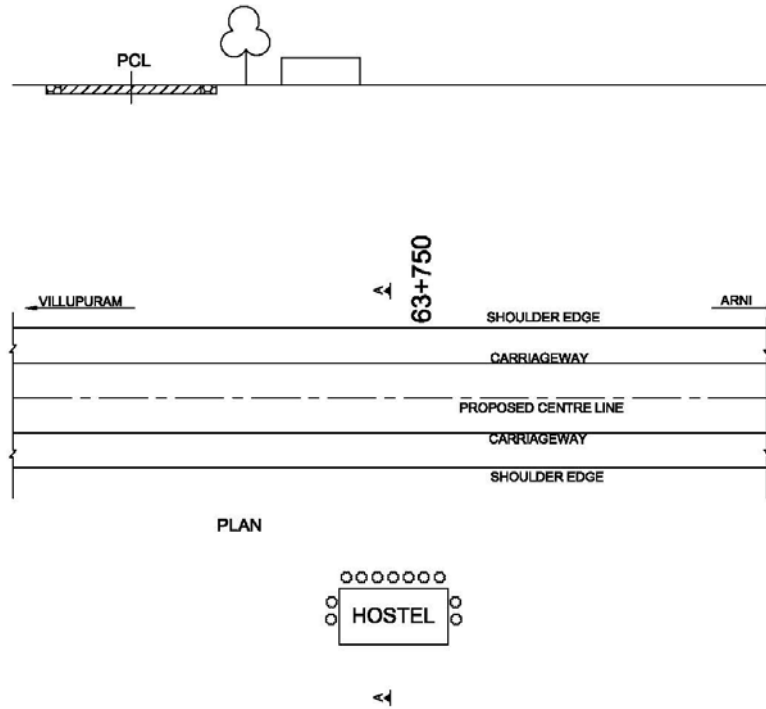 PCL
A
63+750
VILLUPURAM
ARNI
SHOULDER EDGE
CARRIAGEWAY
PROPOSED CENTRE LINE
CARRIAGEWAY
SHOULDER EDGE
PLAN
HOSTEL
A